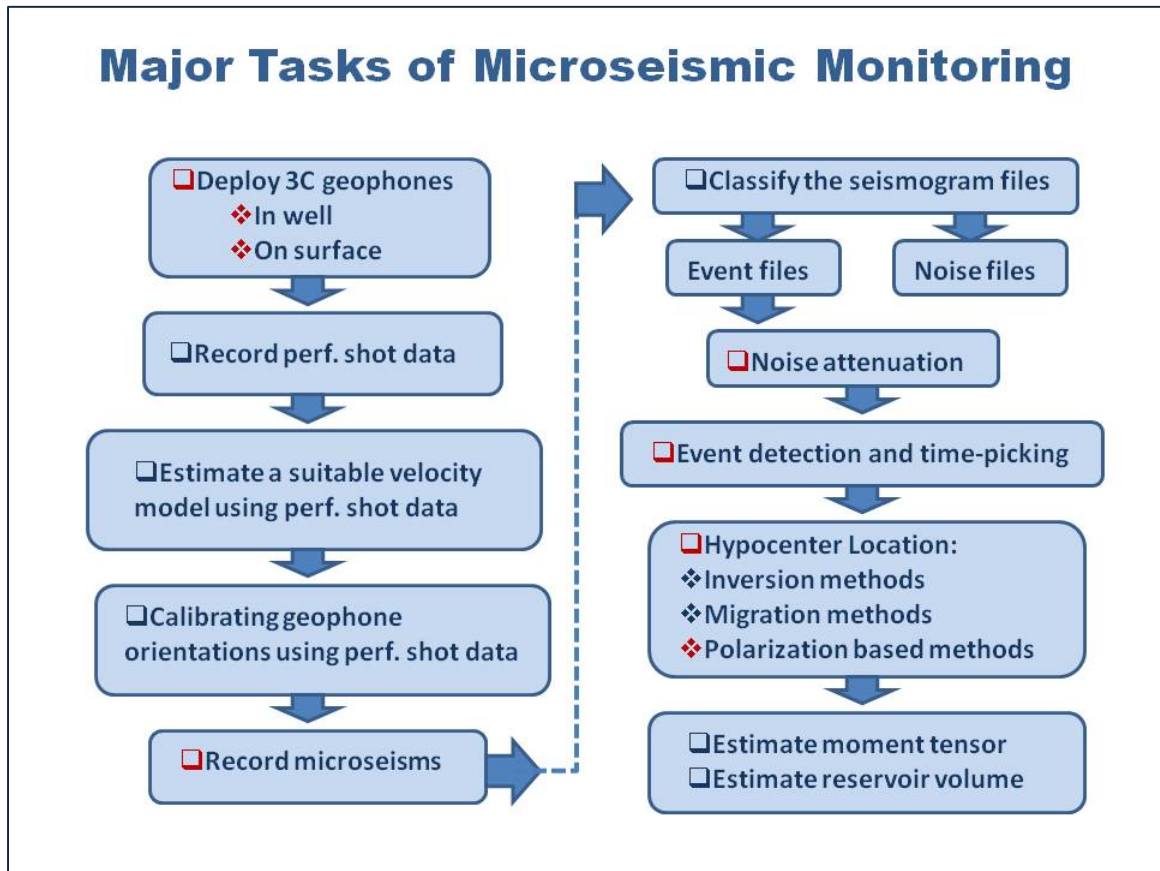 Major Tasks of Microseismic Monitoring
❑Deploy 3C geophones
❖In well
❖On surface
❑Record perf. shot data
❑Estimate a suitable velocity
model using perf. shot data
❑Calibrating geophone
orientations using perf. shot data
❑Record microseisms
❑Classify the seismogram files
Event files
Noise files
❑Noise attenuation
❑Event detection and time-picking
❑Hypocenter Location:
❖Inversion methods
❖Migration methods
❖Polarization based methods
❑Estimate moment tensor
❑Estimate reservoir volume